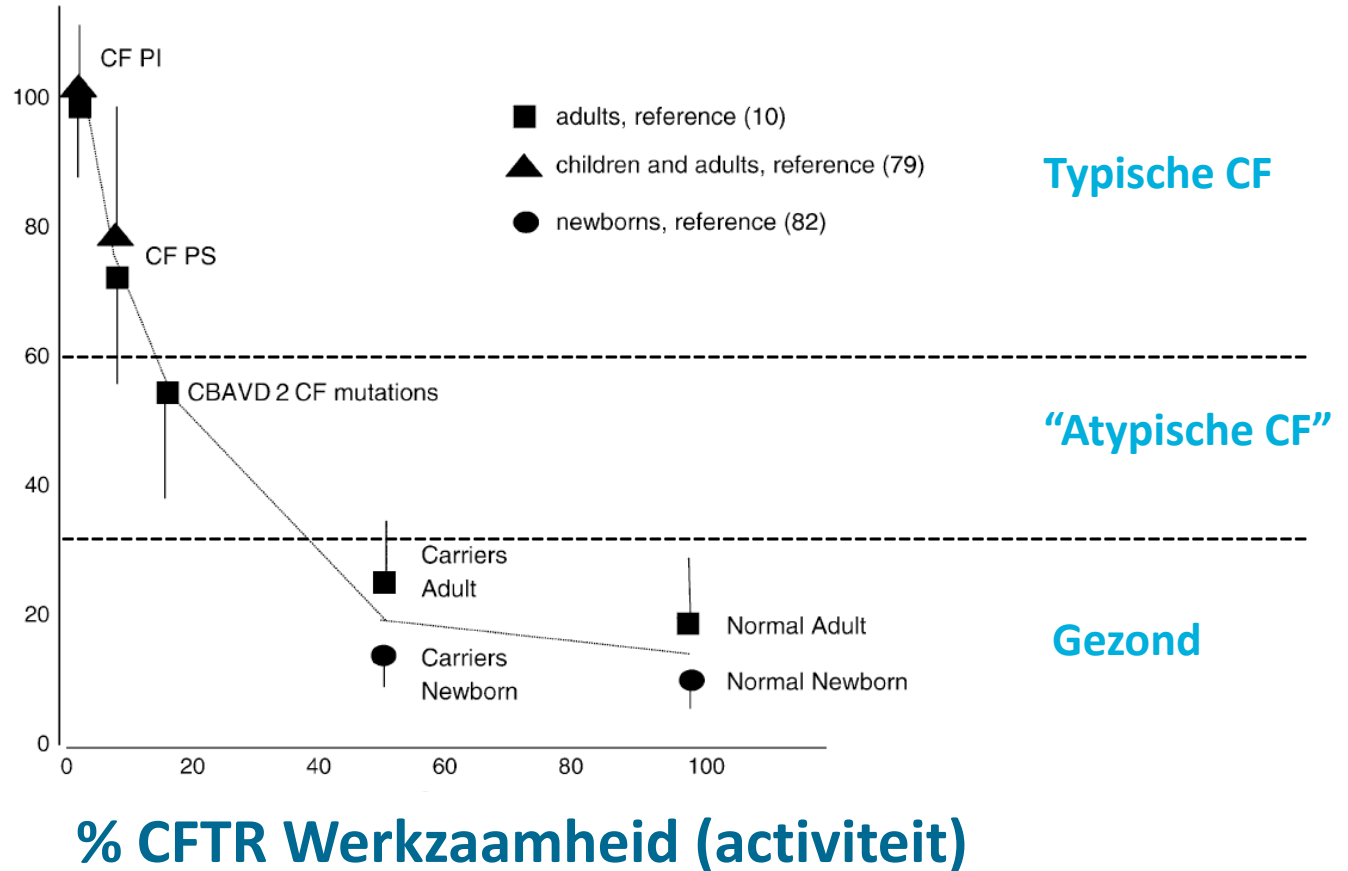 CF PI
100
adults, reference (10)
children and adults, reference (79)
Typische CF
newborns, reference (82)
80
CF PS
60
CBAVD 2 CF mutations
“Atypische CF”
40
Carriers
Adult
20
Normal Adult
Gezond
Carriers
Newborn
Normal Newborn
0
0 20 40 60 80 100
% CFTR Werkzaamheid (activiteit)